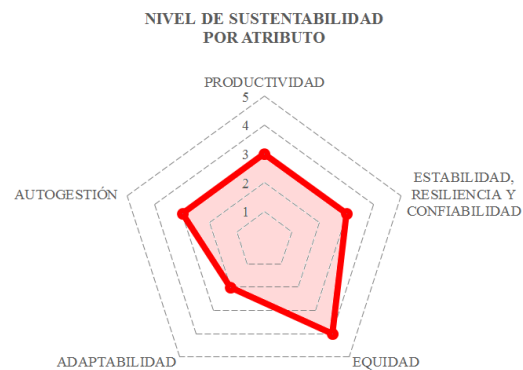 NIVEL DE SUSTENTABILIDAD
POR ATRIBUTO
PRODUCTIVIDAD
5
4
3
2
1
ESTABILIDAD,
RESILIENCIA Y
CONFIABILIDAD
AUTOGESTIÓN
ADAPTABILIDAD
EQUIDAD